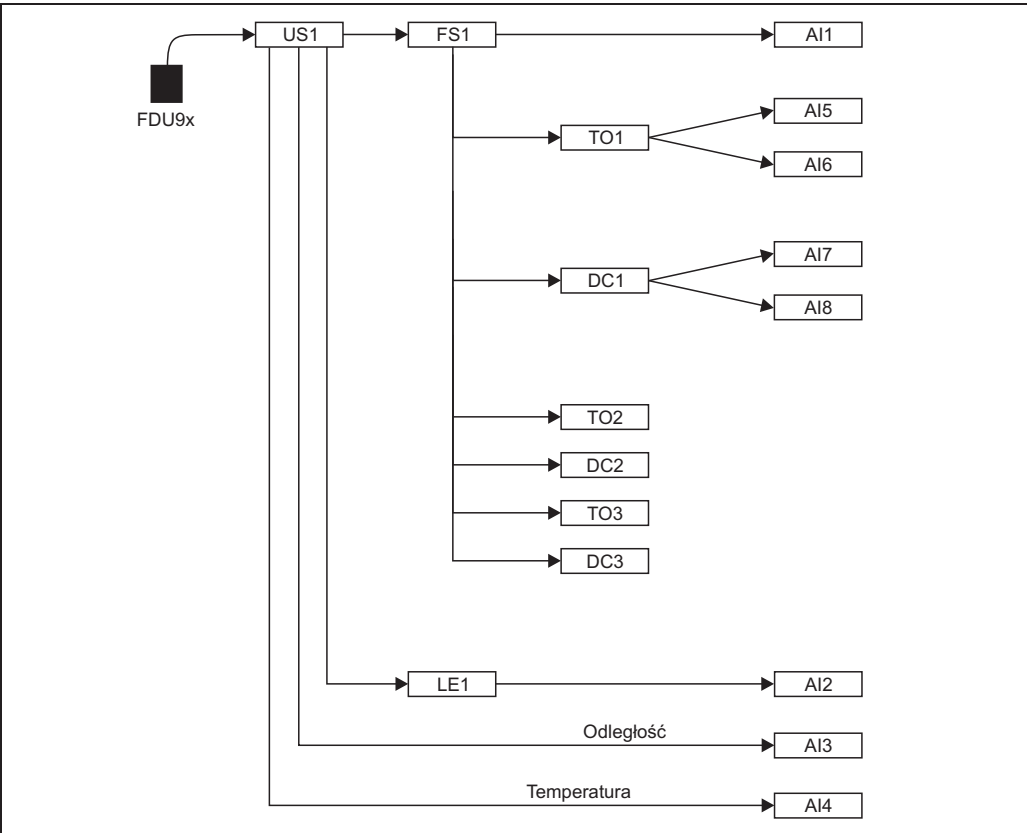 US1
FS1
AI1
FDU9x
AI5
TO1
AI6
AI7
DC1
AI8
TO2
DC2
TO3
DC3
LE1
AI2
Odległość
AI3
Temperatura
AI4